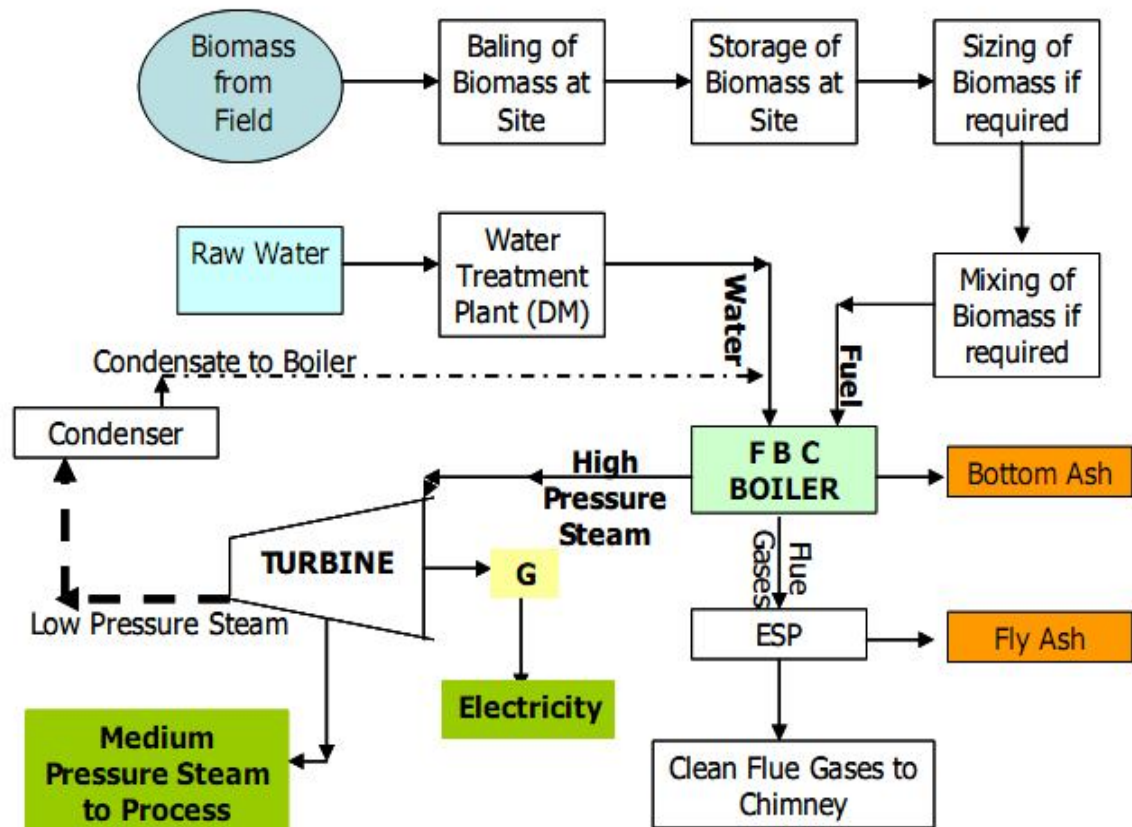 Biomass
from
Field
Baling of
Biomass at
Site
Storage of
Biomass at
Site
Sizing of
Biomass if
required
Raw Water
Water
Treatment
Plant (DM)
Water
Mixing of
Biomass if
required
Fuel
Condensate to Boiler
Condenser
High
Pressure
Steam
F B C
BOILER
Bottom Ash
TURBINE
G
Flue
Gases
Low Pressure Steam
ESP
Fly Ash
Electricity
Medium
Pressure Steam
to Process
Clean Flue Gases to
Chimney